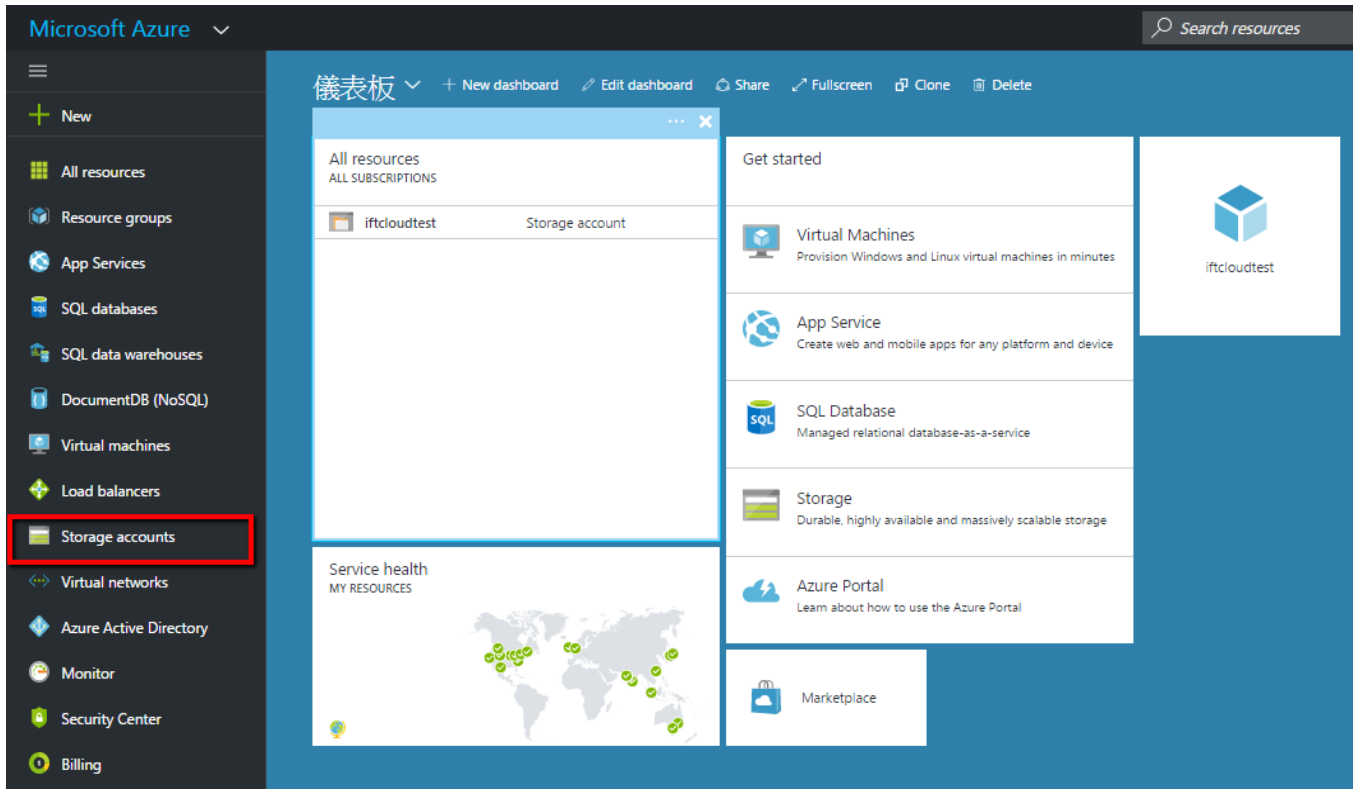 Microsoft Azure
Search resources
New
All resources
Resource groups
App Services
SQL databases
SQL data warehouses
DocumentDB (NoSQL)
Virtual machines
Load balancers
Storage accounts
Virtual networks
Azure Active Directory
Monitor
Security Center
Billing
儀表板
New dashboard
Edit dashboard
Share
Fullscreen
Clone
Delete
All resources
ALL SUBSCRIPTIONS
iftcloudtest Storage account
Service health
MY RESOURCES
Get started
Virtual Machines
Provision Windows and Linux virtual machines in minutes
App Service
Create web and mobile apps for any platform and device
SQL
SQL Database
Managed relational database-as-a-service
Storage
Durable, highly available and massively scalable storage
Azure Portal
Learn about how to use the Azure Portal
Marketplace
iftcloudtest